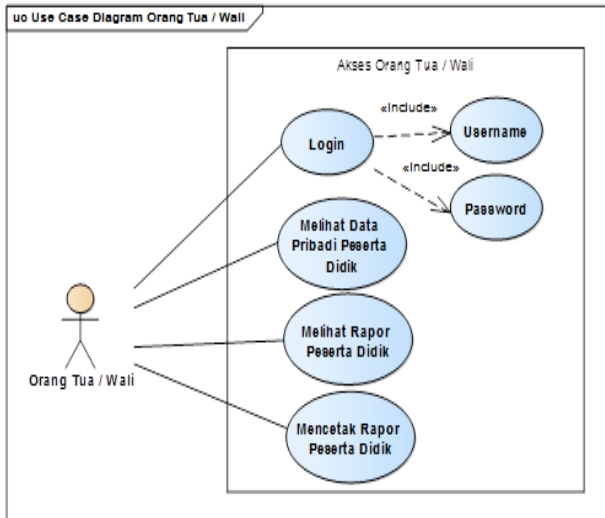 uc Use Case Diagram Orang Tua / Wali
Akses Orang Tua / Wali
«Include»
Login
Username
«Include»
Password
Melihat Data
Pribadi Peserta
Didik
Melihat Rapor
Peserta Didik
Orang Tua / Wali
Mencetak Rapor
Peserta Didik